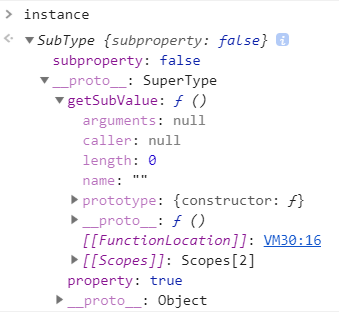 instance
SubType {subproperty: false} i
subproperty: false
__proto__: SuperType
getSubValue: ƒ ()
arguments: null
caller: null
length: 0
name: ""
prototype: {constructor: ƒ}
__proto__: ƒ ()
[[FunctionLocation]]: VM30:16
[[Scopes]]: Scopes[2]
property: true
__proto__: Object